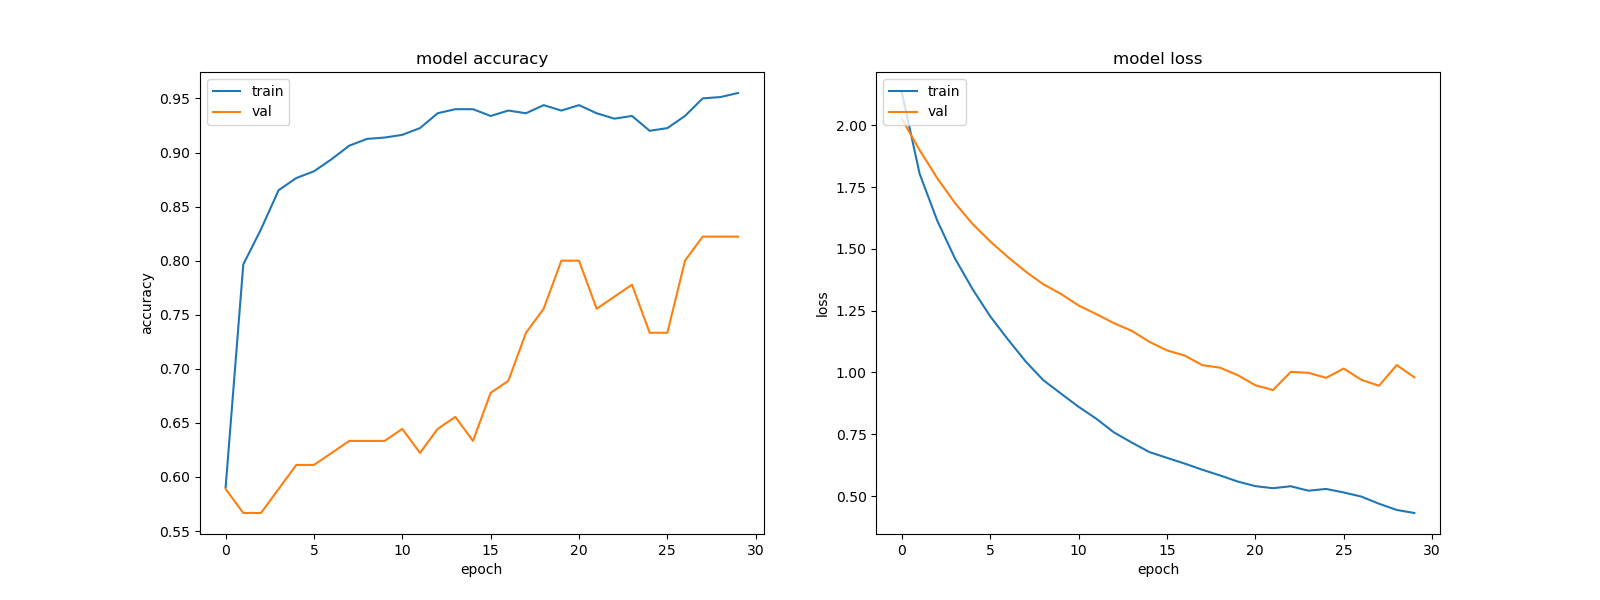 model accuracy
train
val
0.95
0.90
0.85
0.80
0.75
0.70
0.65
0.60
0.55
accuracy
0 5 10 15 20 25 30
epoch
model loss
train
val
2.00
1.75
1.50
1.25
1.00
0.75
0.50
loss
0 5 10 15 20 25 30
epoch